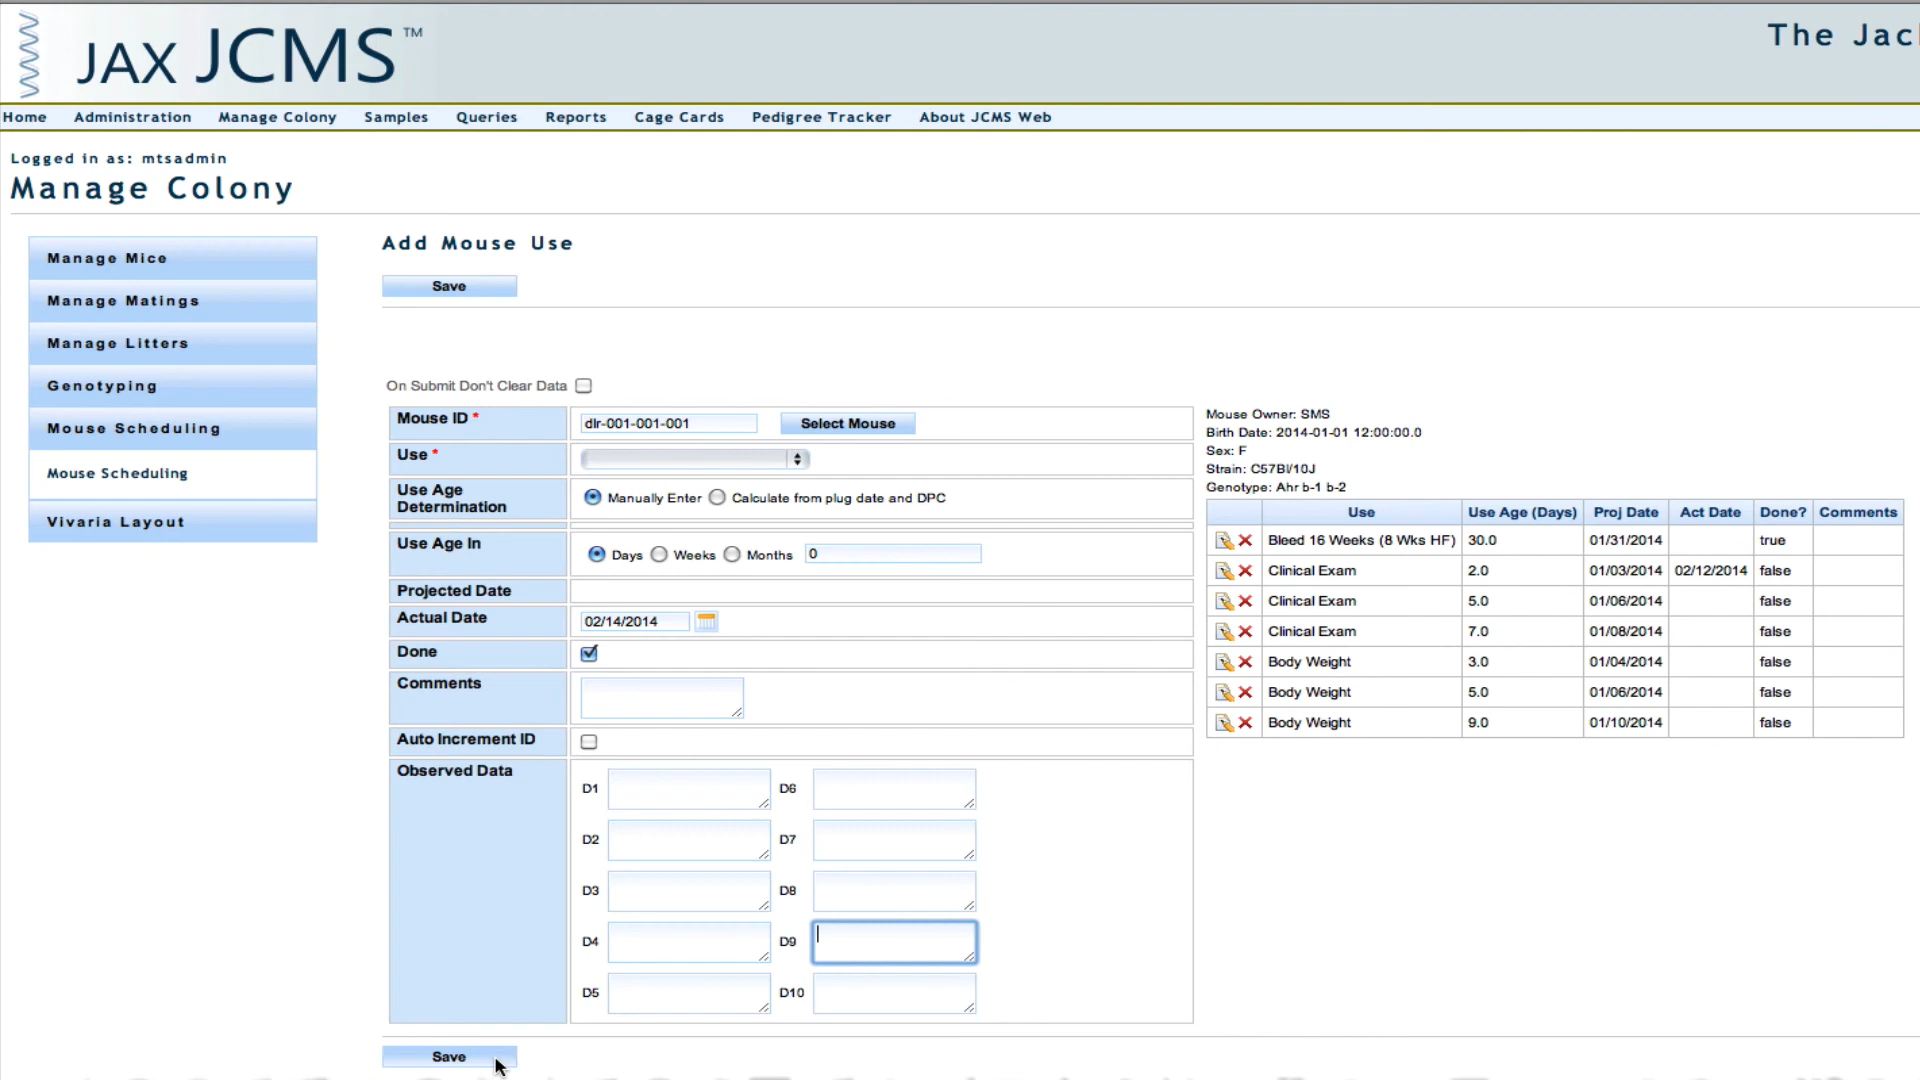 JAX JCMS™
The Jac
Home Administration Manage Colony Samples Queries Reports Cage Cards Pedigree Tracker About JCMS Web
Logged in as: mtsadmin
Manage Colony
Manage Mice
Manage Matings
Manage Litters
Genotyping
Mouse Scheduling
Mouse Scheduling
Vivaria Layout
Add Mouse Use
Save
On Submit Don't Clear Data
Mouse ID * dlr-001-001-001 Select Mouse
Use *
Use Age Determination Manually Enter Calculate from plug date and DPC
Use Age In Days Weeks Months 0
Projected Date
Actual Date 02/14/2014
Done
Comments
Auto Increment ID
Observed Data
D1 D6
D2 D7
D3 D8
D4 D9
D5 D10
Save
Mouse Owner: SMS
Birth Date: 2014-01-01 12:00:00.0
Sex: F
Strain: C57Bl/10J
Genotype: Ahr b-1 b-2
Use Use Age (Days) Proj Date Act Date Done? Comments
Bleed 16 Weeks (8 Wks HF) 30.0 01/31/2014 true
Clinical Exam 2.0 01/03/2014 02/12/2014 false
Clinical Exam 5.0 01/06/2014 false
Clinical Exam 7.0 01/08/2014 false
Body Weight 3.0 01/04/2014 false
Body Weight 5.0 01/06/2014 false
Body Weight 9.0 01/10/2014 false